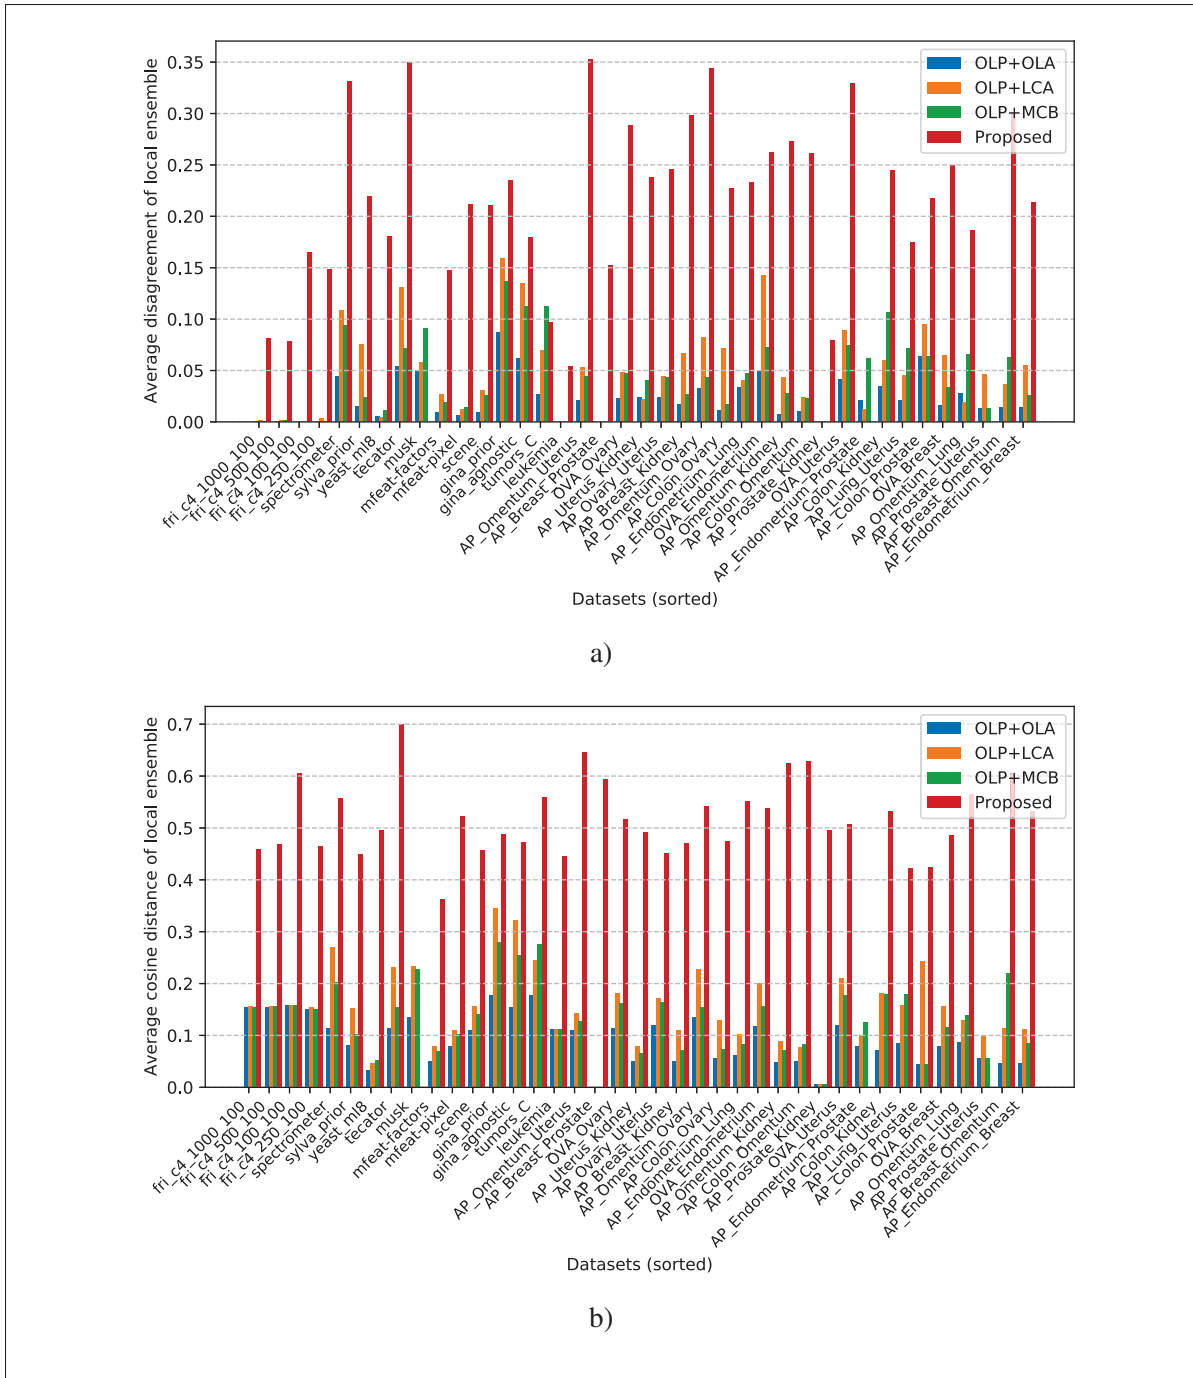 OLP+OLA
OLP+LCA
OLP+MCB
Proposed
Average disagreement of local ensemble
0.35
0.30
0.25
0.20
0.15
0.10
0.05
0.00
fri_c4_1000_100
fri_c4_500_100
fri_c4_100_100
fri_c4_250_100
spectrometer
sylva_prior
yeast_ml8
tecator
musk
mfeat-factors
mfeat-pixel
scene
gina_prior
gina_agnostic
tumors_C
leukemia
AP_Omentum_Uterus
AP_Breast_Prostate
OVA_Ovary
AP_Uterus_Kidney
AP_Ovary_Uterus
AP_Breast_Kidney
AP_Omentum_Ovary
AP_Colon_Ovary
AP_Endometrium_Lung
OVA_Endometrium
AP_Omentum_Kidney
AP_Colon_Omentum
AP_Prostate_Kidney
OVA_Uterus
AP_Endometrium_Prostate
AP_Colon_Kidney
AP_Lung_Uterus
AP_Colon_Prostate
OVA_Breast
AP_Omentum_Lung
AP_Prostate_Uterus
AP_Breast_Omentum
AP_Endometrium_Breast
Datasets (sorted)
a)
OLP+OLA
OLP+LCA
OLP+MCB
Proposed
Average cosine distance of local ensemble
0.7
0.6
0.5
0.4
0.3
0.2
0.1
0.0
fri_c4_1000_100
fri_c4_500_100
fri_c4_100_100
fri_c4_250_100
spectrometer
sylva_prior
yeast_ml8
tecator
musk
mfeat-factors
mfeat-pixel
scene
gina_prior
gina_agnostic
tumors_C
leukemia
AP_Omentum_Uterus
AP_Breast_Prostate
OVA_Ovary
AP_Uterus_Kidney
AP_Ovary_Uterus
AP_Breast_Kidney
AP_Omentum_Ovary
AP_Colon_Ovary
AP_Endometrium_Lung
OVA_Endometrium
AP_Omentum_Kidney
AP_Colon_Omentum
AP_Prostate_Kidney
OVA_Uterus
AP_Endometrium_Prostate
AP_Colon_Kidney
AP_Lung_Uterus
AP_Colon_Prostate
OVA_Breast
AP_Omentum_Lung
AP_Prostate_Uterus
AP_Breast_Omentum
AP_Endometrium_Breast
Datasets (sorted)
b)